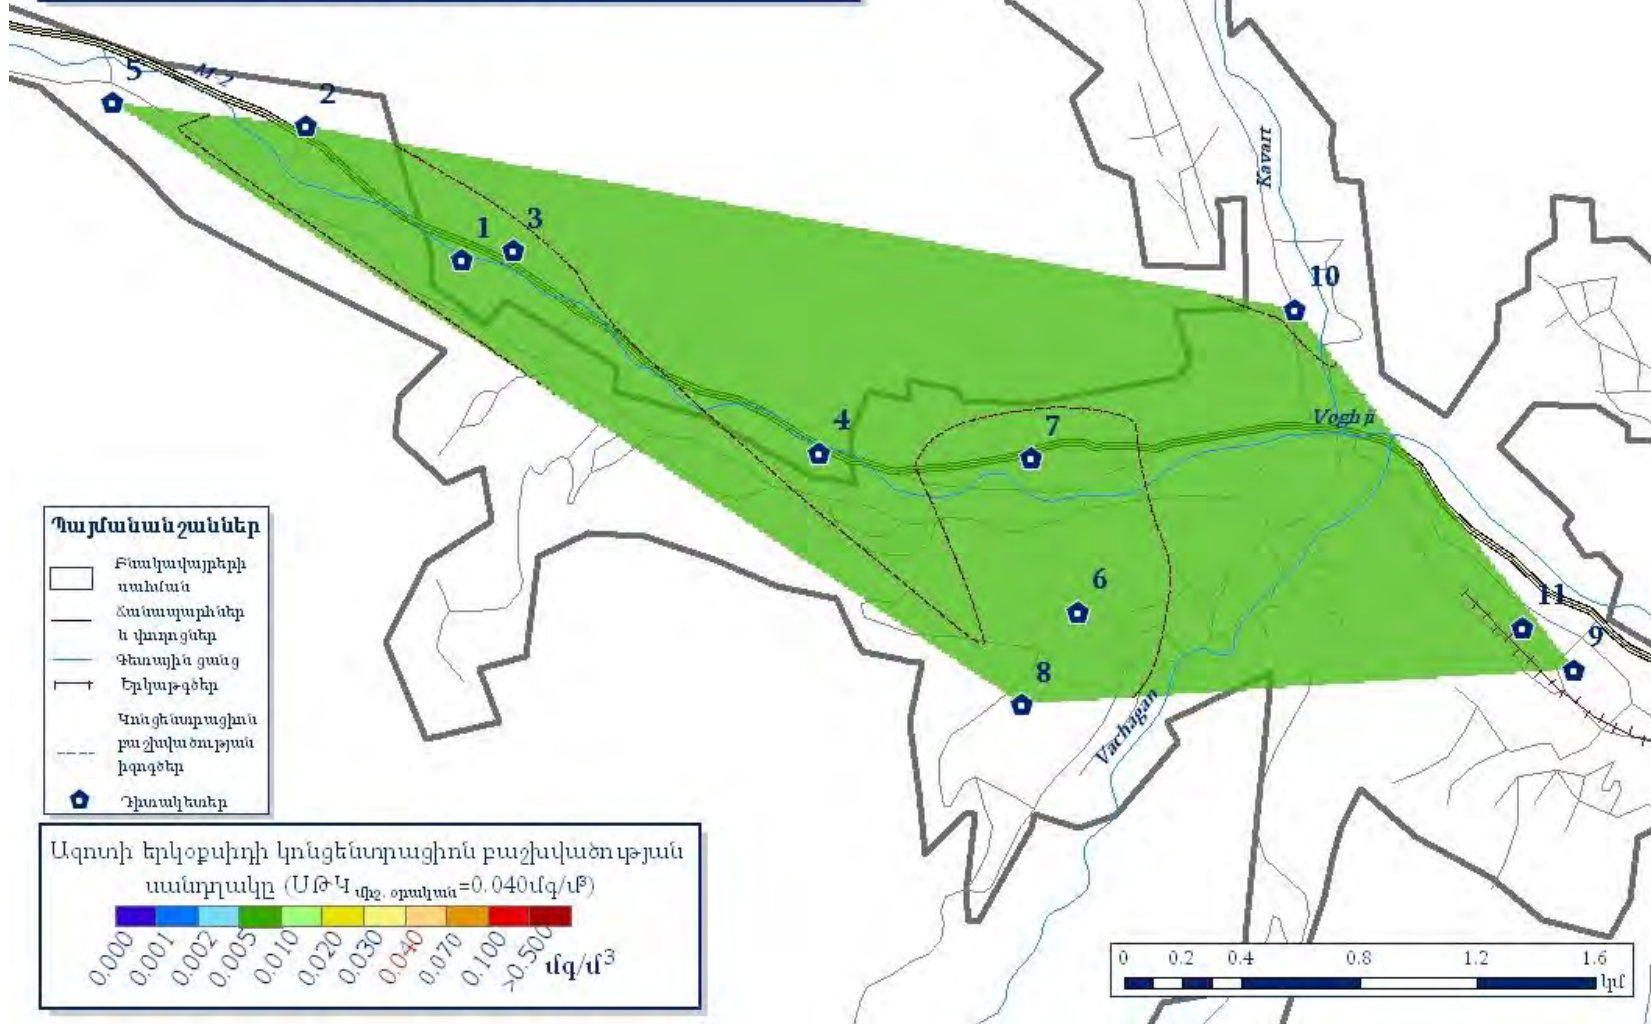 M-2
5
2
1
3
4
7
6
8
10
11
9
Kavart
Voghji
Vachagan
Պայմանանշաններ
Բնակավայրերի
սահման
Ճանապարհներ
և փողոցներ
Գետային ցանց
Երկաթգծեր
Կոնցենտրացիոն
բաշխվածության
իզոգծեր
Դիտակետեր
Ազոտի երկօքսիդի կոնցենտրացիոն բաշխվածության
սանդղակը (ՍԹԿ միջ. օրական=0.040մգ/մ³)
0.000 0.001 0.002 0.005 0.010 0.020 0.030 0.040 0.070 0.100 >0.500 մգ/մ³
0 0.2 0.4 0.8 1.2 1.6
կմ